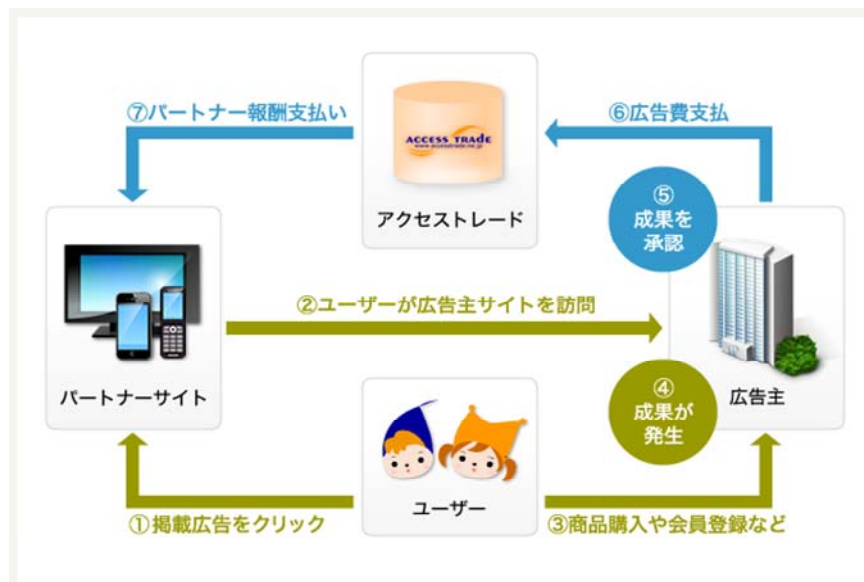 ⑦パートナー報酬支払い
⑥広告費支払
ACCESS TRADE
www.accesstrade.ne.jp
アクセストレード
⑤
成果を
承認
②ユーザーが広告主サイトを訪問
パートナーサイト
④
成果が
発生
広告主
ユーザー
①掲載広告をクリック
③商品購入や会員登録など